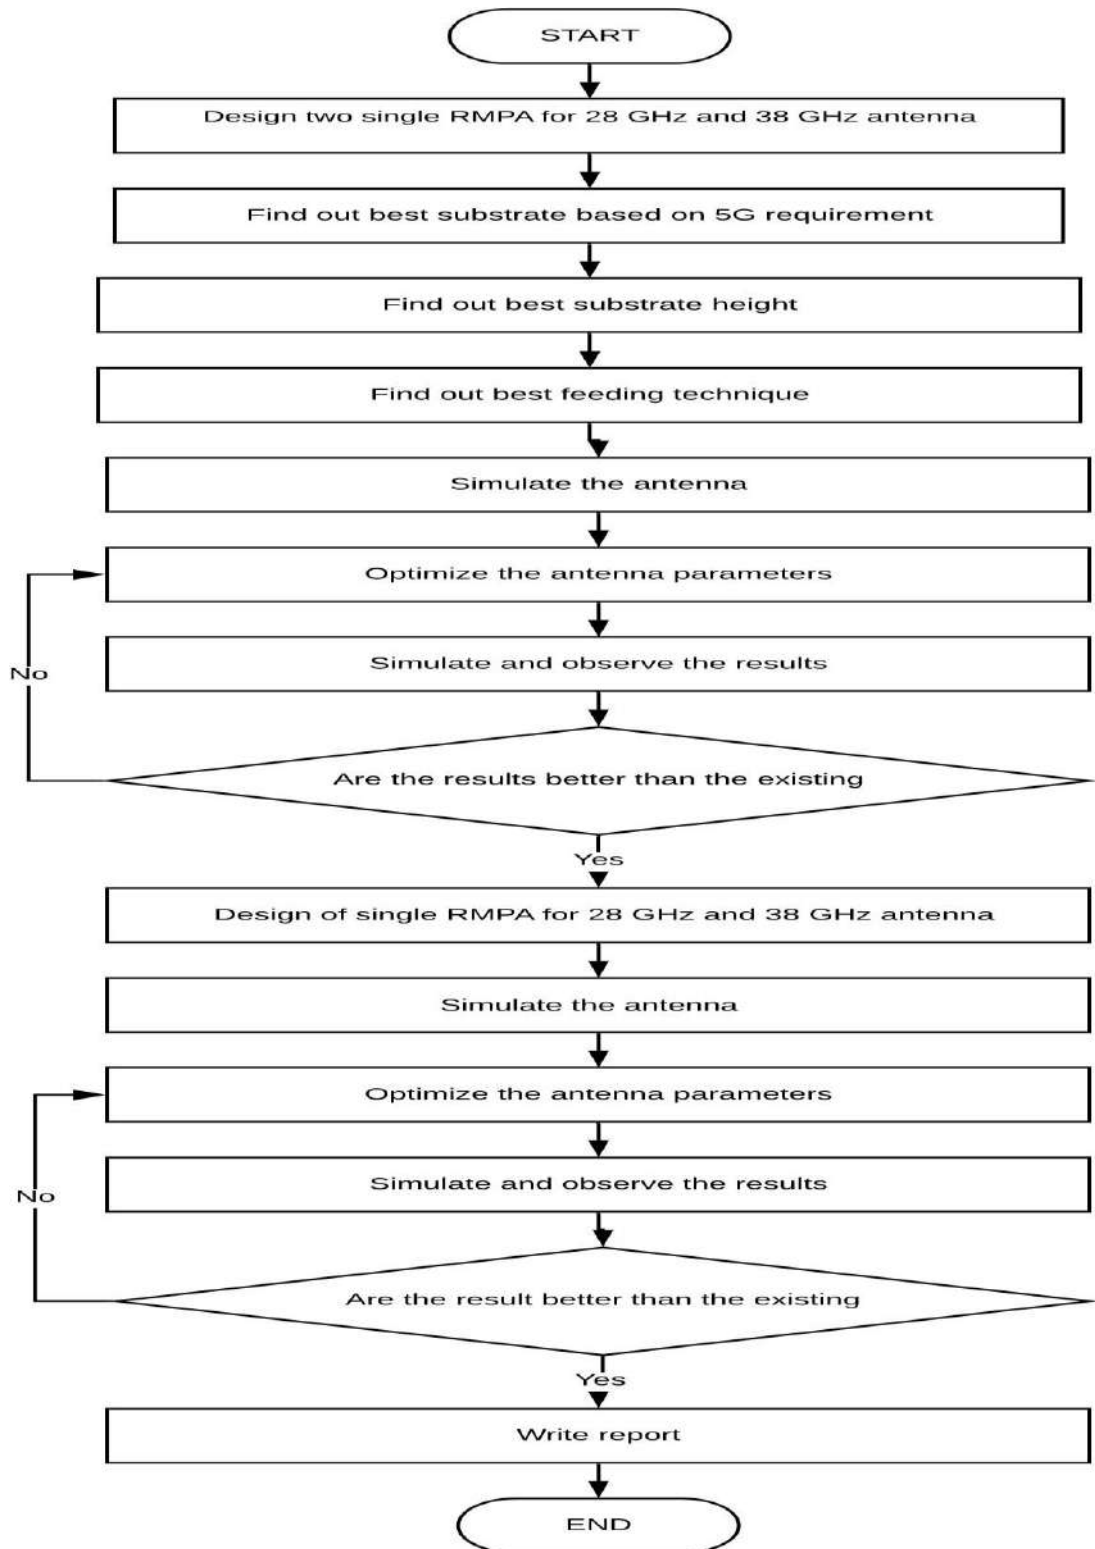 START
Design two single RMPA for 28 GHz and 38 GHz antenna
Find out best substrate based on 5G requirement
Find out best substrate height
Find out best feeding technique
Simulate the antenna
Optimize the antenna parameters
Simulate and observe the results
No
Are the results better than the existing
Yes
Design of single RMPA for 28 GHz and 38 GHz antenna
Simulate the antenna
Optimize the antenna parameters
Simulate and observe the results
No
Are the result better than the existing
Yes
Write report
END